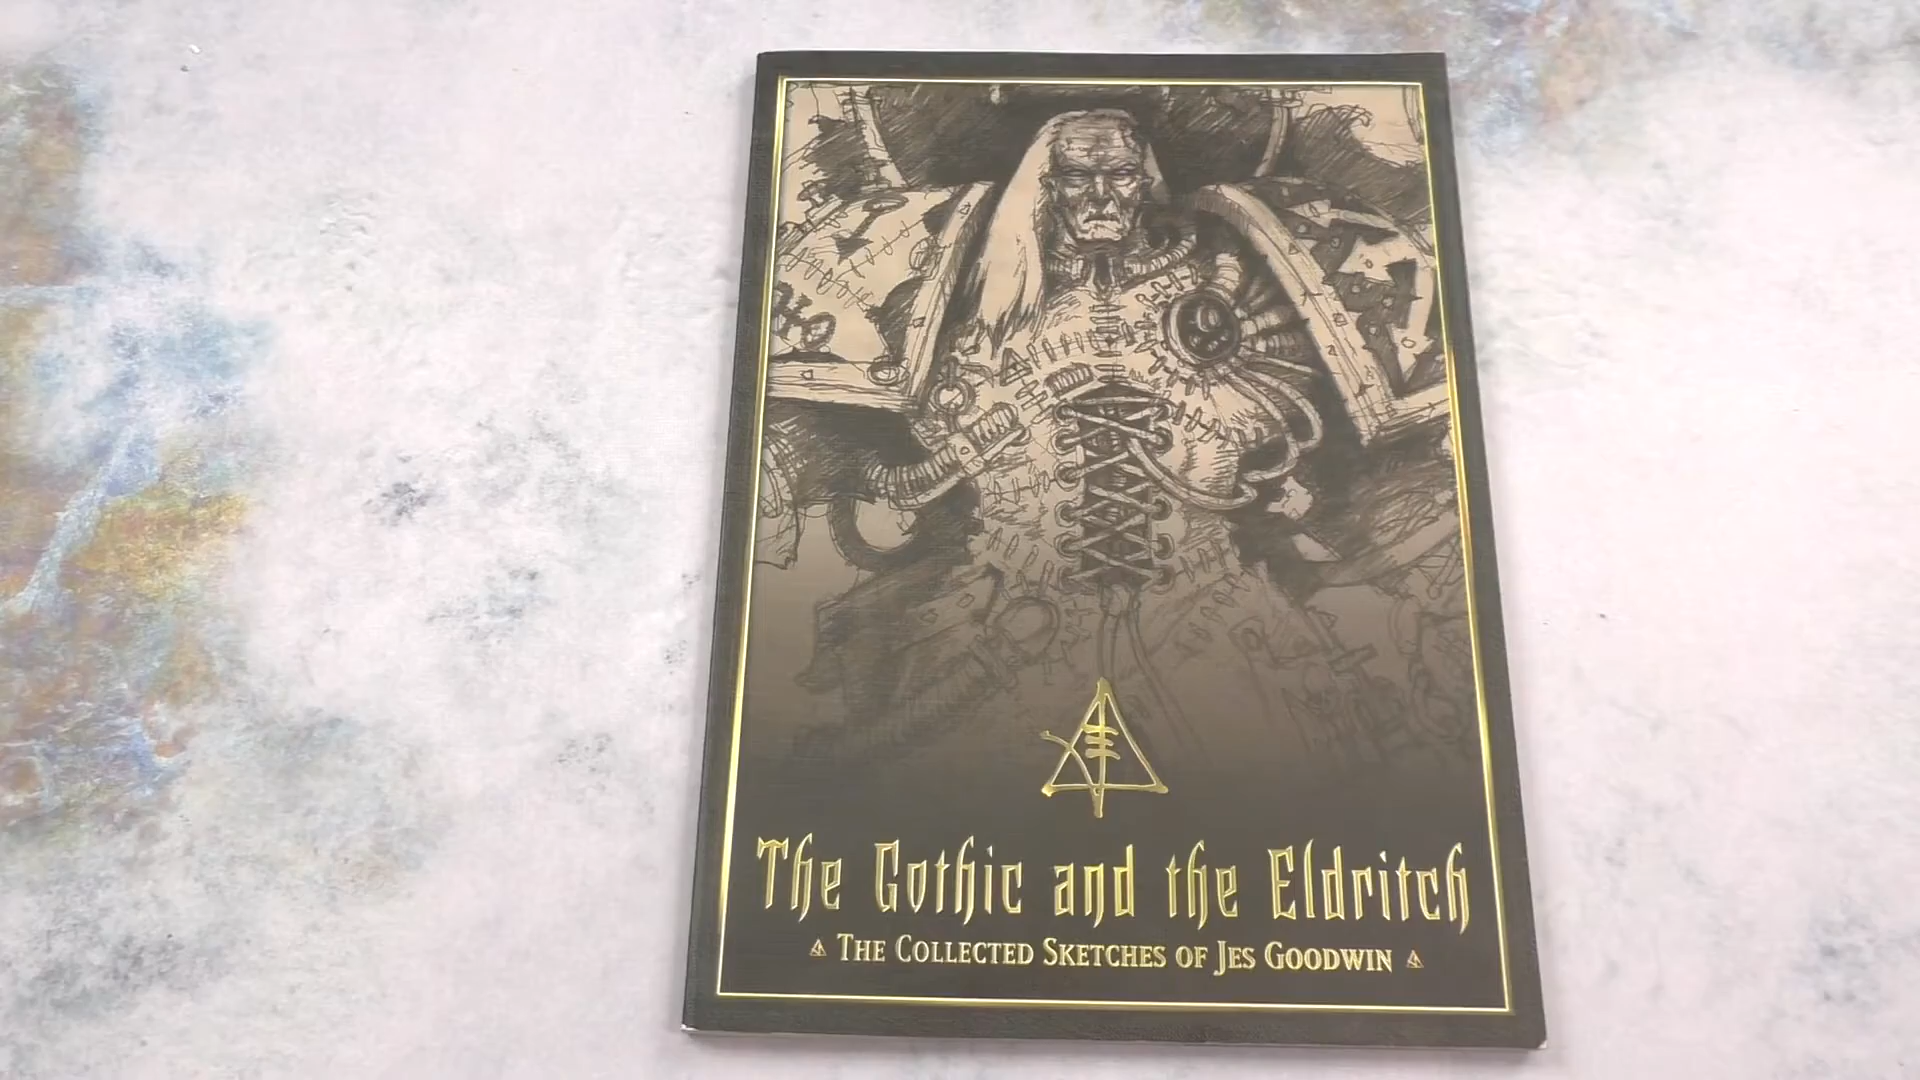 The Gothic and the Eldritch
The Collected Sketches of Jes Goodwin